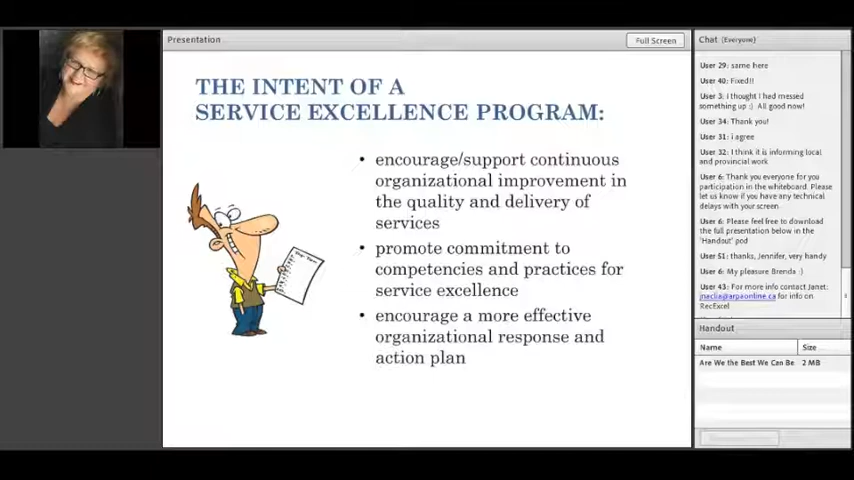 Presentation
Full Screen
THE INTENT OF A
SERVICE EXCELLENCE PROGRAM:
• encourage/support continuous
organizational improvement in
the quality and delivery of
services
• promote commitment to
competencies and practices for
service excellence
• encourage a more effective
organizational response and
action plan
Chat (Everyone)
User 29: same here
User 40: Fixed!!
User 3: I thought I had messed
something up :) All good now!
User 34: Thank you!
User 31: i agree
User 32: I think it is informing local
and provincial work
User 6: Thank you everyone for you
participation in the whiteboard. Please
let us know if you have any technical
delays with your screen.
User 6: Please feel free to download
the full presentation below in the
'Handout' pod
User 51: thanks, Jennifer, very handy
User 6: My pleasure Brenda :)
User 43: For more info contact Janet:
jnaclia@arpaonline.ca for info on
RecExcel
Handout
Name Size
Are We the Best We Can Be 2 MB